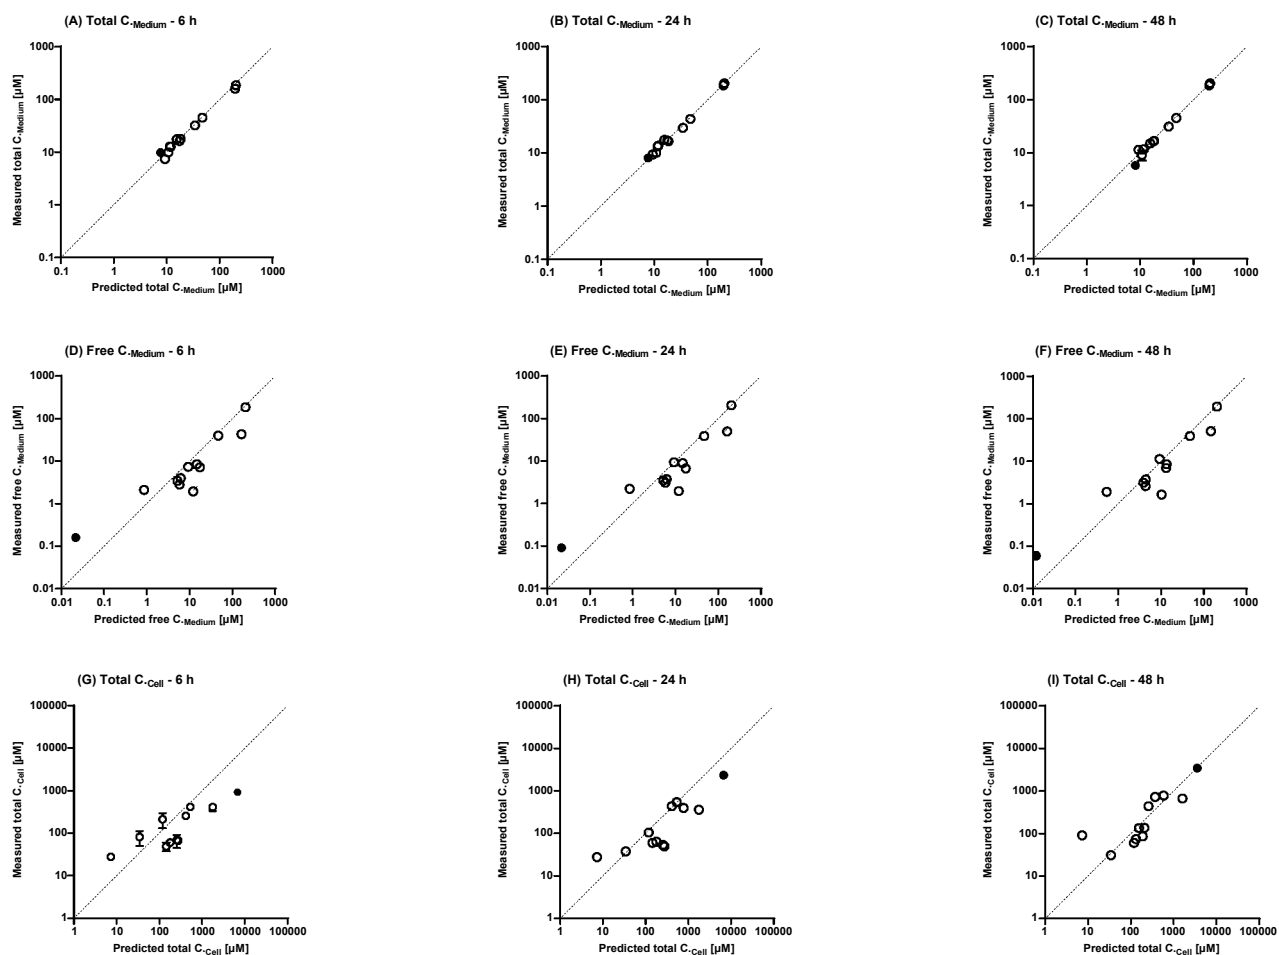 (A) Total C.Medium - 6 h
Measured total C.Medium [µM]
1000
100
10
1
0.1
0.1 1 10 100 1000
Predicted total C.Medium [µM]
(B) Total C.Medium - 24 h
Measured total C.Medium [µM]
1000
100
10
1
0.1
0.1 1 10 100 1000
Predicted total C.Medium [µM]
(C) Total C.Medium - 48 h
Measured total C.Medium [µM]
1000
100
10
1
0.1
0.1 1 10 100 1000
Predicted total C.Medium [µM]
(D) Free C.Medium - 6 h
Measured free C.Medium [µM]
1000
100
10
1
0.1
0.01
0.01 0.1 1 10 100 1000
Predicted free C.Medium [µM]
(E) Free C.Medium - 24 h
Measured free C.Medium [µM]
1000
100
10
1
0.1
0.01
0.01 0.1 1 10 100 1000
Predicted free C.Medium [µM]
(F) Free C.Medium - 48 h
Measured free C.Medium [µM]
1000
100
10
1
0.1
0.01
0.01 0.1 1 10 100 1000
Predicted free C.Medium [µM]
(G) Total C.Cell - 6 h
Measured total C.Cell [µM]
100000
10000
1000
100
10
1
1 10 100 1000 10000 100000
Predicted total C.Cell [µM]
(H) Total C.Cell - 24 h
Measured total C.Cell [µM]
100000
10000
1000
100
10
1
1 10 100 1000 10000 100000
Predicted total C.Cell [µM]
(I) Total C.Cell - 48 h
Measured total C.Cell [µM]
100000
10000
1000
100
10
1
1 10 100 1000 10000 100000
Predicted total C.Cell [µM]